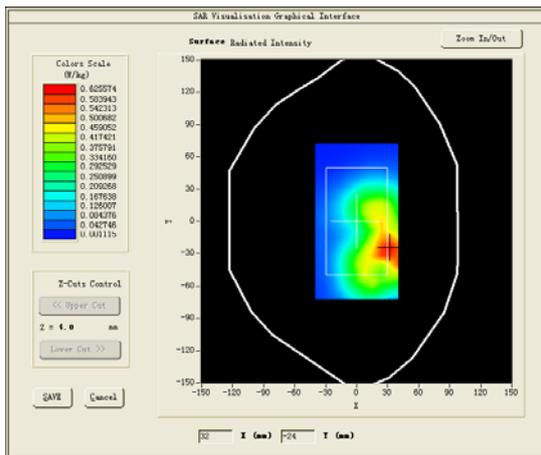 SAR Visualisation Graphical Interface
Surface Radiated Intensity
Zoom In/Out
Colors Scale
(W/kg)
0.625574
0.583943
0.542313
0.500682
0.459052
0.417421
0.375791
0.334160
0.292529
0.250899
0.209268
0.167638
0.126007
0.084376
0.042746
0.001115
150
120
90
60
30
0
-30
-60
-90
-120
-150
Y
-150 -120 -90 -60 -30 0 30 60 90 120 150
X
Z-Cuts Control
<< Upper Cut
Z = 4.0 mm
Lower Cut >>
SAVE Cancel
32 X (mm) -24 Y (mm)